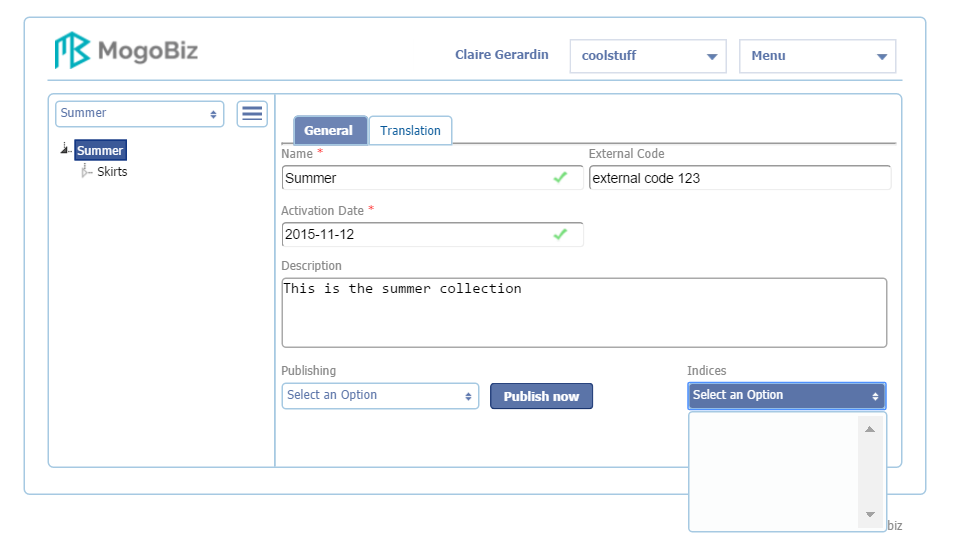 MogoBiz
Claire Gerardin
coolstuff
Menu
Summer
Summer
Skirts
General
Translation
Name *
External Code
Summer
external code 123
Activation Date *
2015-11-12
Description
This is the summer collection
Publishing
Indices
Select an Option
Publish now
Select an Option
biz